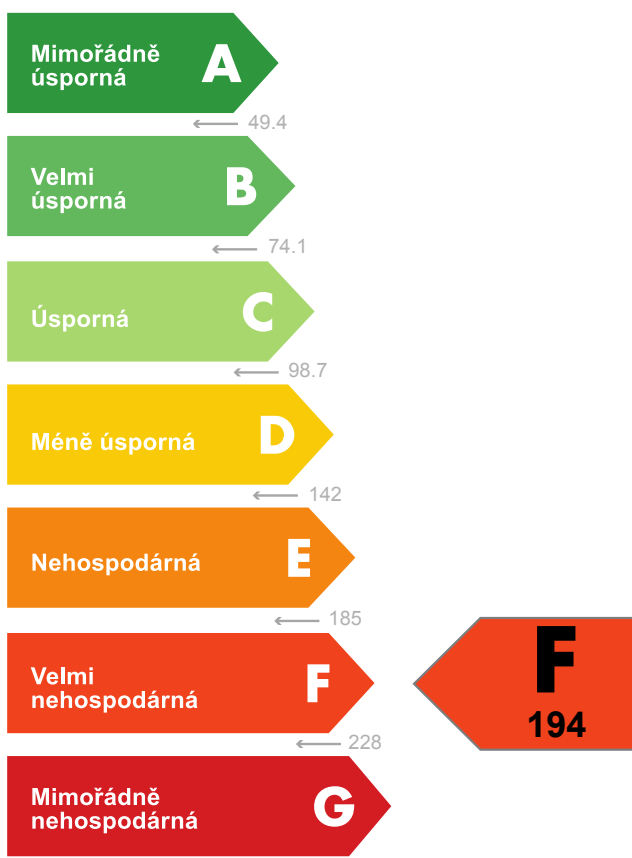 Mimořádně
úsporná
A
← 49.4
Velmi
úsporná
B
← 74.1
Úsporná
C
← 98.7
Méně úsporná
D
← 142
Nehospodárná
E
← 185
Velmi
nehospodárná
F
F
194
← 228
Mimořádně
nehospodárná
G